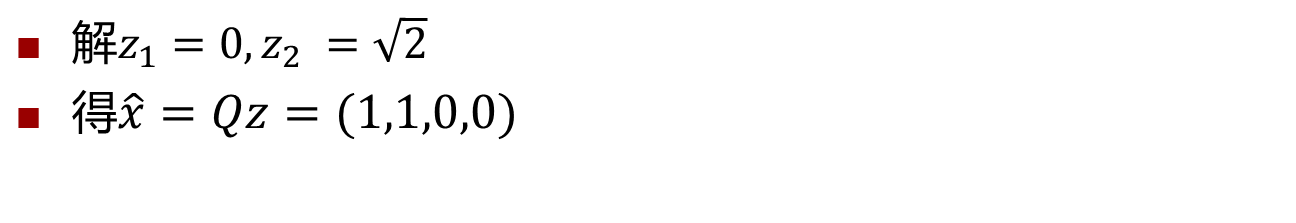 ■ 解z₁ = 0, z₂ = √2
■ 得x̂ = Qz = (1,1,0,0)